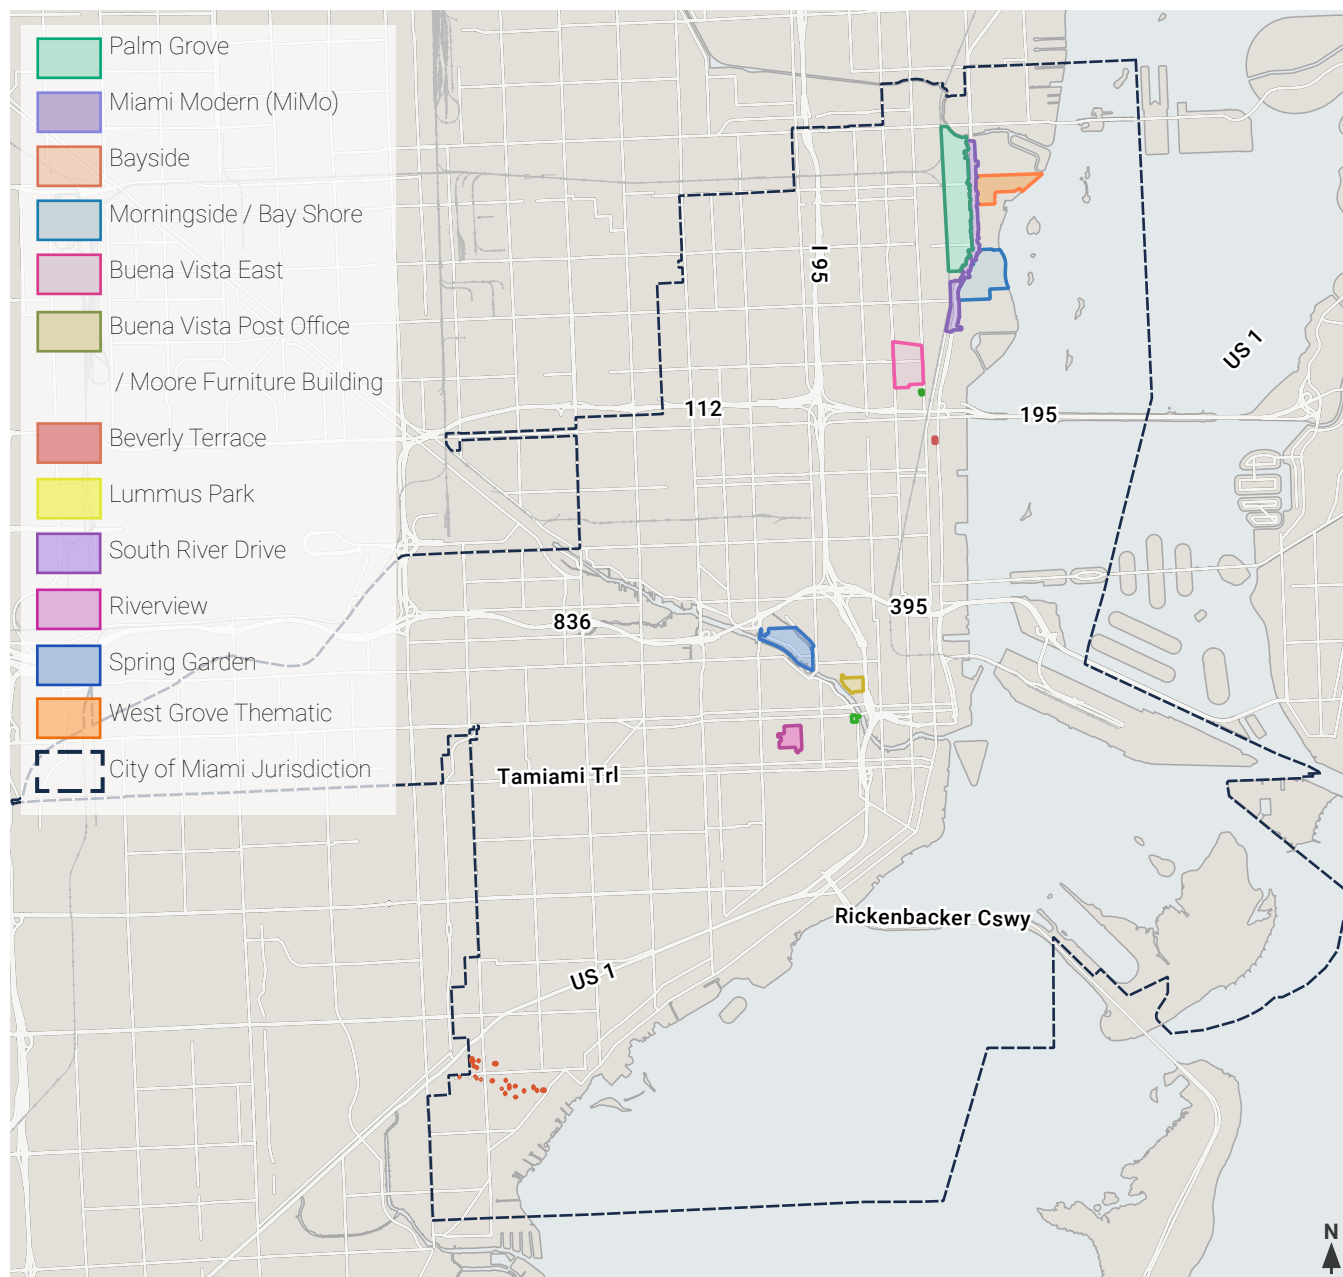 Palm Grove
Miami Modern (MiMo)
Bayside
Morningside / Bay Shore
Buena Vista East
Buena Vista Post Office
/ Moore Furniture Building
Beverly Terrace
Lummus Park
South River Drive
Riverview
Spring Garden
West Grove Thematic
City of Miami Jurisdiction
I 95
US 1
112
195
395
836
Tamiami Trl
Rickenbacker Cswy
US 1
N